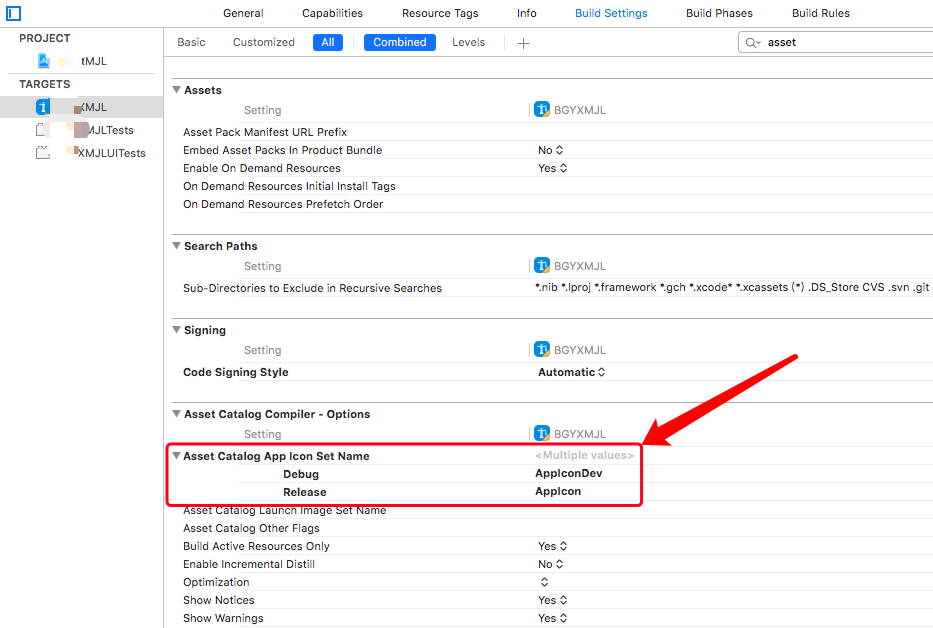 General Capabilities Resource Tags Info Build Settings Build Phases Build Rules
PROJECT
MJL
TARGETS
XMJL
MJLTests
XMJLUITests
Basic Customized All Combined Levels + asset
Assets
Setting BGYXMJL
Asset Pack Manifest URL Prefix
Embed Asset Packs In Product Bundle No
Enable On Demand Resources Yes
On Demand Resources Initial Install Tags
On Demand Resources Prefetch Order
Search Paths
Setting BGYXMJL
Sub-Directories to Exclude in Recursive Searches *.nib *.lproj *.framework *.gch *.xcode* *.xcassets (*) .DS_Store CVS .svn .git
Signing
Setting BGYXMJL
Code Signing Style Automatic
Asset Catalog Compiler - Options
Setting BGYXMJL
Asset Catalog App Icon Set Name <Multiple values>
Debug AppIconDev
Release AppIcon
Asset Catalog Launch Image Set Name
Asset Catalog Other Flags
Build Active Resources Only Yes
Enable Incremental Distill No
Optimization
Show Notices Yes
Show Warnings Yes